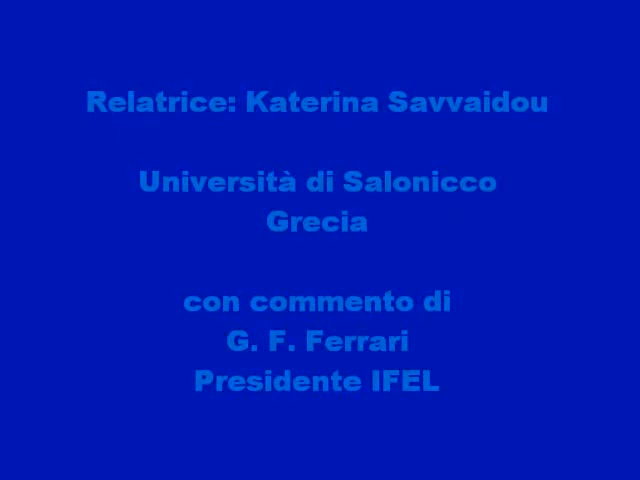 Relatrice: Katerina Savvaidou
Università di Salonicco
Grecia
con commento di
G. F. Ferrari
Presidente IFEL